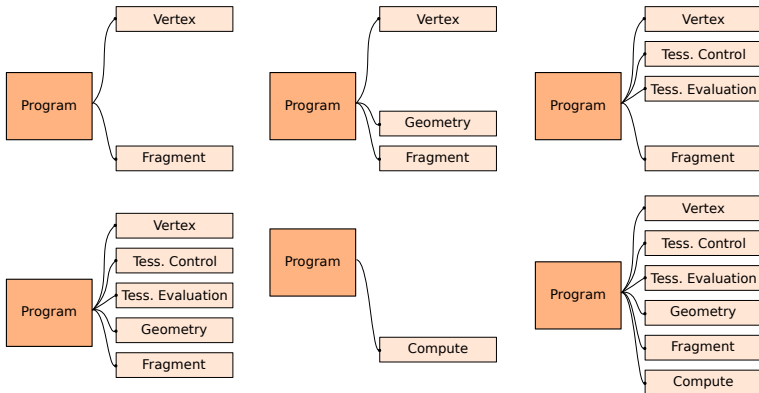 Vertex
Program
Fragment
Vertex
Program
Geometry
Fragment
Vertex
Tess. Control
Tess. Evaluation
Program
Fragment
Vertex
Tess. Control
Tess. Evaluation
Program
Geometry
Fragment
Program
Compute
Vertex
Tess. Control
Program
Tess. Evaluation
Geometry
Fragment
Compute